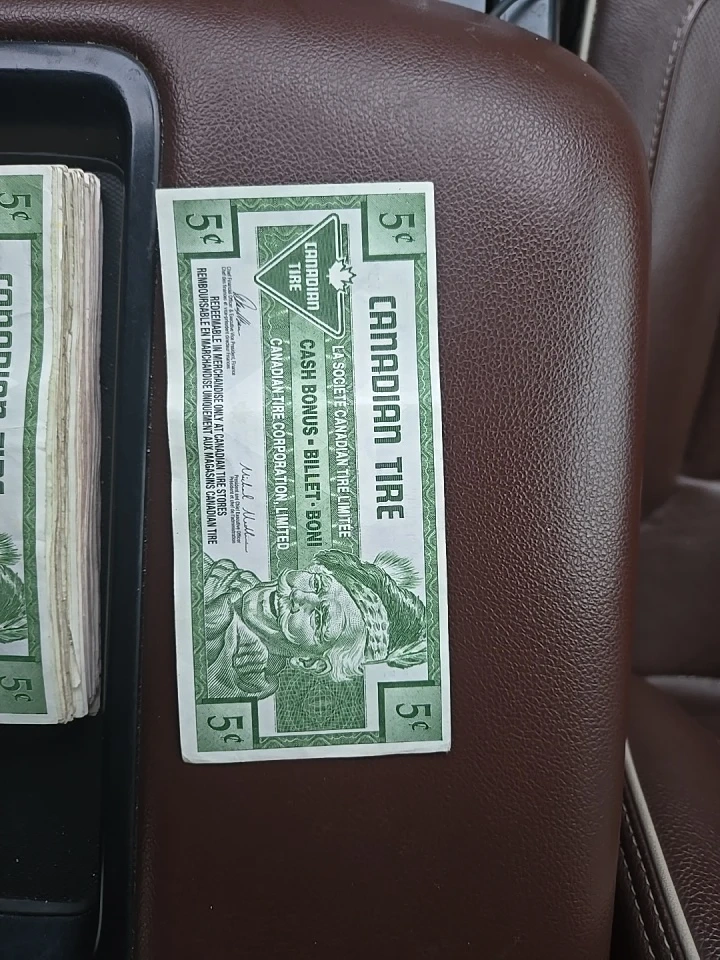 5¢
5¢
CANADIAN TIRE
CANADIAN
TIRE
LA SOCIÉTÉ CANADIAN TIRE LIMITÉE
CASH BONUS - BILLET - BONI
CANADIAN TIRE CORPORATION, LIMITED
REDEEMABLE IN MERCHANDISE ONLY AT CANADIAN TIRE STORES
REMBOURSABLE EN MARCHANDISE UNIQUEMENT AUX MAGASINS CANADIAN TIRE
5¢
5¢
5¢
CANADIAN TIRE
5¢